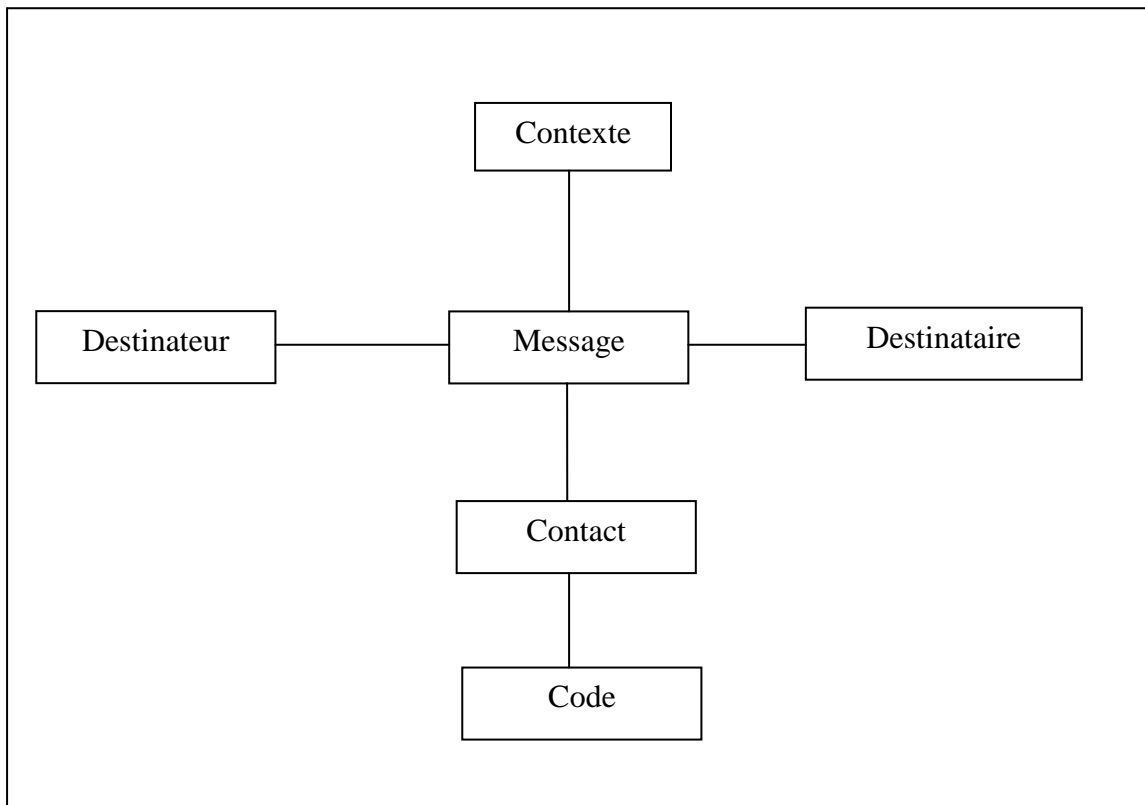 Contexte
Destinateur
Message
Destinataire
Contact
Code